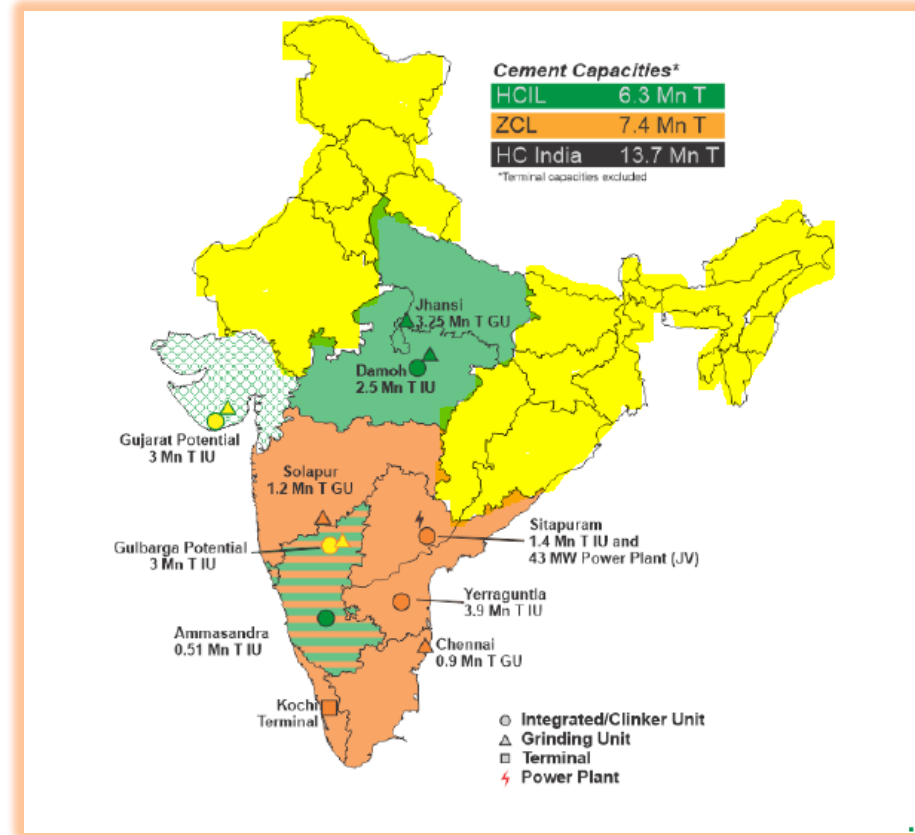 Cement Capacities*
HCIL 6.3 Mn T
ZCL 7.4 Mn T
HC India 13.7 Mn T
*Terminal capacities excluded
Jhansi
3.25 Mn T GU
Damoh
2.5 Mn T IU
Gujarat Potential
3 Mn T IU
Solapur
1.2 Mn T GU
Gulbarga Potential
3 Mn T IU
Sitapuram
1.4 Mn T IU and
43 MW Power Plant (JV)
Yerraguntla
3.9 Mn T IU
Ammasandra
0.51 Mn T IU
Chennai
0.9 Mn T GU
Kochi
Terminal
Integrated/Clinker Unit
Grinding Unit
Terminal
Power Plant